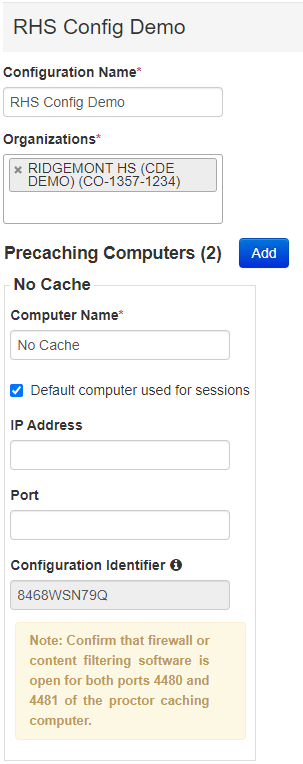 RHS Config Demo
Configuration Name*
RHS Config Demo
Organizations*
× RIDGEMONT HS (CDE
DEMO) (CO-1357-1234)
Precaching Computers (2) Add
No Cache
Computer Name*
No Cache
Default computer used for sessions
IP Address
Port
Configuration Identifier
8468WSN79Q
Note: Confirm that firewall or
content filtering software is
open for both ports 4480 and
4481 of the proctor caching
computer.